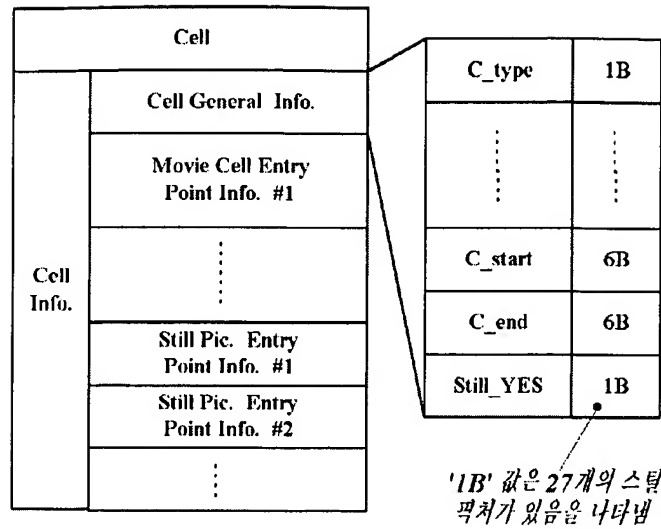 Cell
Cell General Info.
Movie Cell Entry
Point Info. #1
Cell
Info.
Still Pic. Entry
Point Info. #1
Still Pic. Entry
Point Info. #2
C_type 1B
C_start 6B
C_end 6B
Still_YES 1B
'1B' 값은 27개의 스틸
픽처가 있음을 나타냄